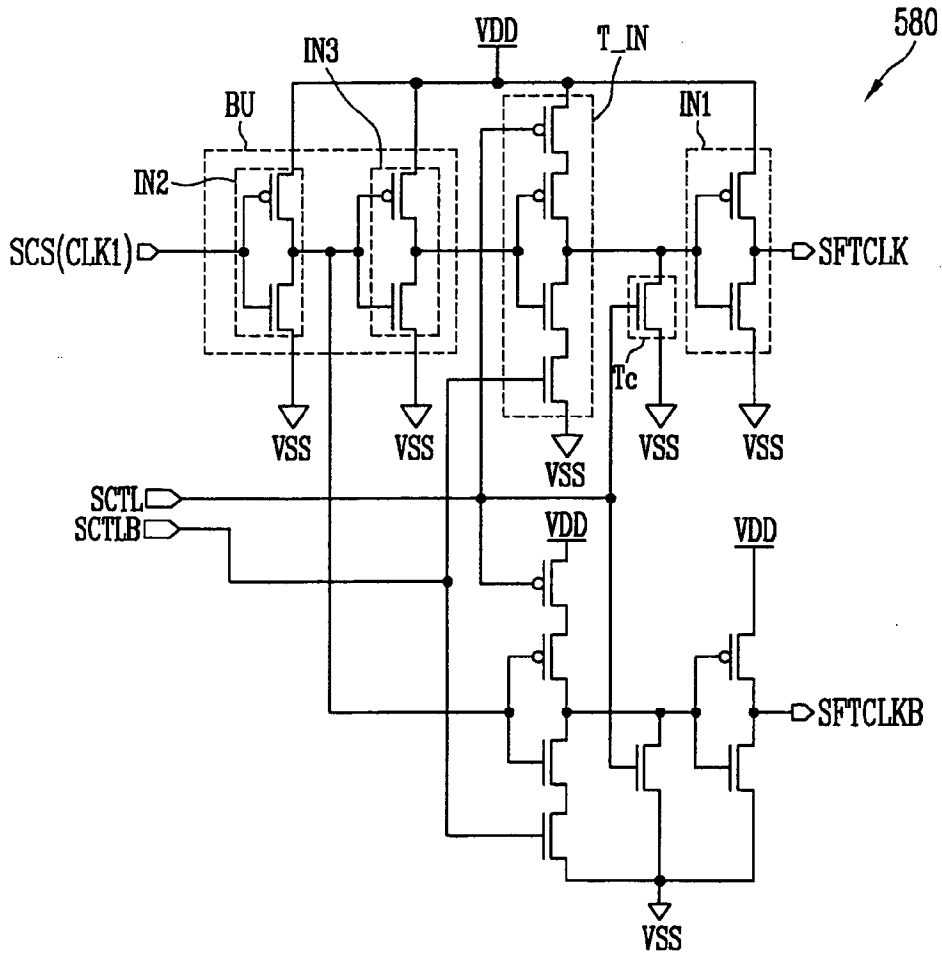 580
VDD
T_IN
IN3
BU
IN1
IN2
SCS(CLK1)
SFTCLK
Tc
VSS
VSS
VSS
VSS
VSS
SCTL
SCTLB
VDD
VDD
SFTCLKB
VSS